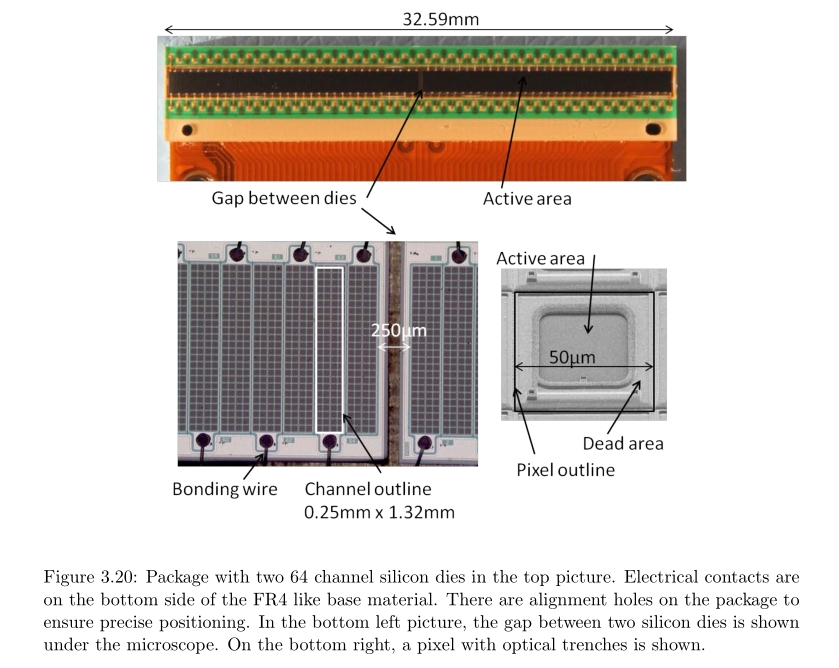 32.59mm
Gap between dies
Active area
Active area
250μm
50μm
Dead area
Pixel outline
Bonding wire
Channel outline
0.25mm x 1.32mm
Figure 3.20: Package with two 64 channel silicon dies in the top picture. Electrical contacts are
on the bottom side of the FR4 like base material. There are alignment holes on the package to
ensure precise positioning. In the bottom left picture, the gap between two silicon dies is shown
under the microscope. On the bottom right, a pixel with optical trenches is shown.